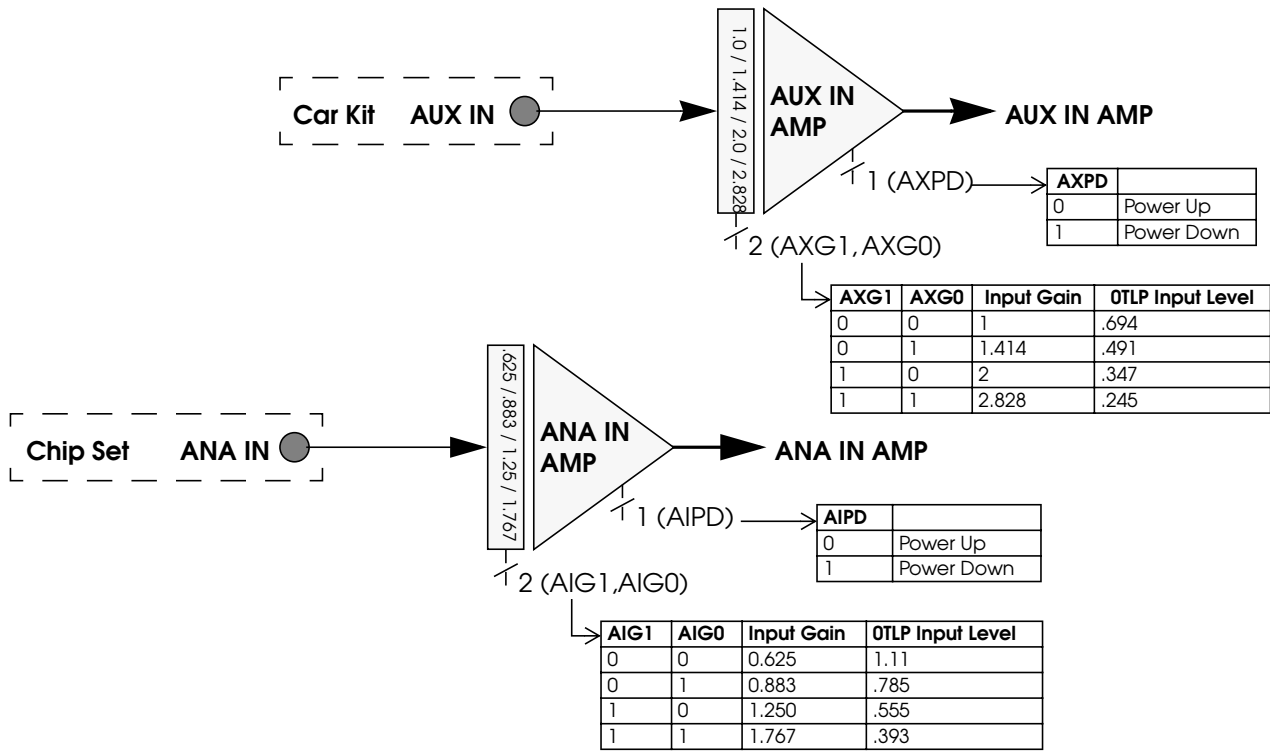 1.0 / 1.414 / 2.0 / 2.828
Car Kit AUX IN
AUX IN
AMP
AUX IN AMP
1 (AXPD)
AXPD
0 Power Up
1 Power Down
2 (AXG1, AXG0)
AXG1 AXG0 Input Gain 0TLP Input Level
0 0 1 .694
0 1 1.414 .491
1 0 2 .347
1 1 2.828 .245
.625 /.883 / 1.25 / 1.767
Chip Set ANA IN
ANA IN
AMP
ANA IN AMP
1 (AIPD)
AIPD
0 Power Up
1 Power Down
2 (AIG1,AIG0)
AIG1 AIG0 Input Gain 0TLP Input Level
0 0 0.625 1.11
0 1 0.883 .785
1 0 1.250 .555
1 1 1.767 .393